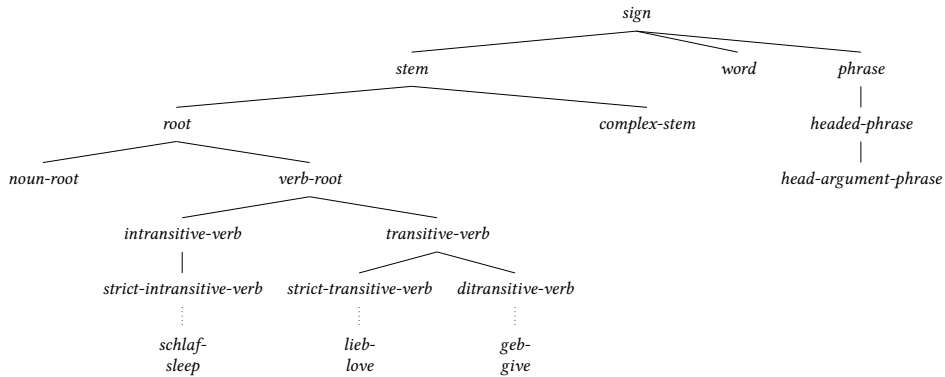 sign
stem word phrase
root complex-stem headed-phrase
noun-root verb-root head-argument-phrase
intransitive-verb transitive-verb
strict-intransitive-verb strict-transitive-verb ditransitive-verb
schlaf- lieb- geb-
sleep love give